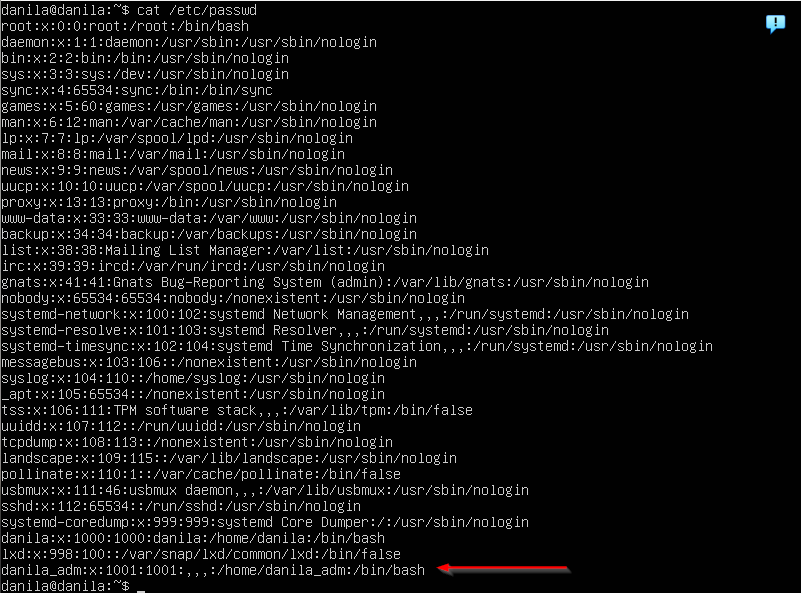 danila@danila:~$ cat /etc/passwd
root:x:0:0:root:/root:/bin/bash
daemon:x:1:1:daemon:/usr/sbin:/usr/sbin/nologin
bin:x:2:2:bin:/bin:/usr/sbin/nologin
sys:x:3:3:sys:/dev:/usr/sbin/nologin
sync:x:4:65534:sync:/bin:/bin/sync
games:x:5:60:games:/usr/games:/usr/sbin/nologin
man:x:6:12:man:/var/cache/man:/usr/sbin/nologin
lp:x:7:7:lp:/var/spool/lpd:/usr/sbin/nologin
mail:x:8:8:mail:/var/mail:/usr/sbin/nologin
news:x:9:9:news:/var/spool/news:/usr/sbin/nologin
uucp:x:10:10:uucp:/var/spool/uucp:/usr/sbin/nologin
proxy:x:13:13:proxy:/bin:/usr/sbin/nologin
www-data:x:33:33:www-data:/var/www:/usr/sbin/nologin
backup:x:34:34:backup:/var/backups:/usr/sbin/nologin
list:x:38:38:Mailing List Manager:/var/list:/usr/sbin/nologin
irc:x:39:39:ircd:/var/run/ircd:/usr/sbin/nologin
gnats:x:41:41:Gnats Bug-Reporting System (admin):/var/lib/gnats:/usr/sbin/nologin
nobody:x:65534:65534:nobody:/nonexistent:/usr/sbin/nologin
systemd-network:x:100:102:systemd Network Management,,,:/run/systemd:/usr/sbin/nologin
systemd-resolve:x:101:103:systemd Resolver,,,:/run/systemd:/usr/sbin/nologin
systemd-timesync:x:102:104:systemd Time Synchronization,,,:/run/systemd:/usr/sbin/nologin
messagebus:x:103:106::/nonexistent:/usr/sbin/nologin
syslog:x:104:110::/home/syslog:/usr/sbin/nologin
_apt:x:105:65534::/nonexistent:/usr/sbin/nologin
tss:x:106:111:TPM software stack,,,:/var/lib/tpm:/bin/false
uuidd:x:107:112::/run/uuidd:/usr/sbin/nologin
tcpdump:x:108:113::/nonexistent:/usr/sbin/nologin
landscape:x:109:115::/var/lib/landscape:/usr/sbin/nologin
pollinate:x:110:1::/var/cache/pollinate:/bin/false
usbmux:x:111:46:usbmux daemon,,,:/var/lib/usbmux:/usr/sbin/nologin
sshd:x:112:65534::/run/sshd:/usr/sbin/nologin
systemd-coredump:x:999:999:systemd Core Dumper:/:/usr/sbin/nologin
danila:x:1000:1000:danila:/home/danila:/bin/bash
lxd:x:998:100::/var/snap/lxd/common/lxd:/bin/false
danila_adm:x:1001:1001:,,,:/home/danila_adm:/bin/bash
danila@danila:~$ _